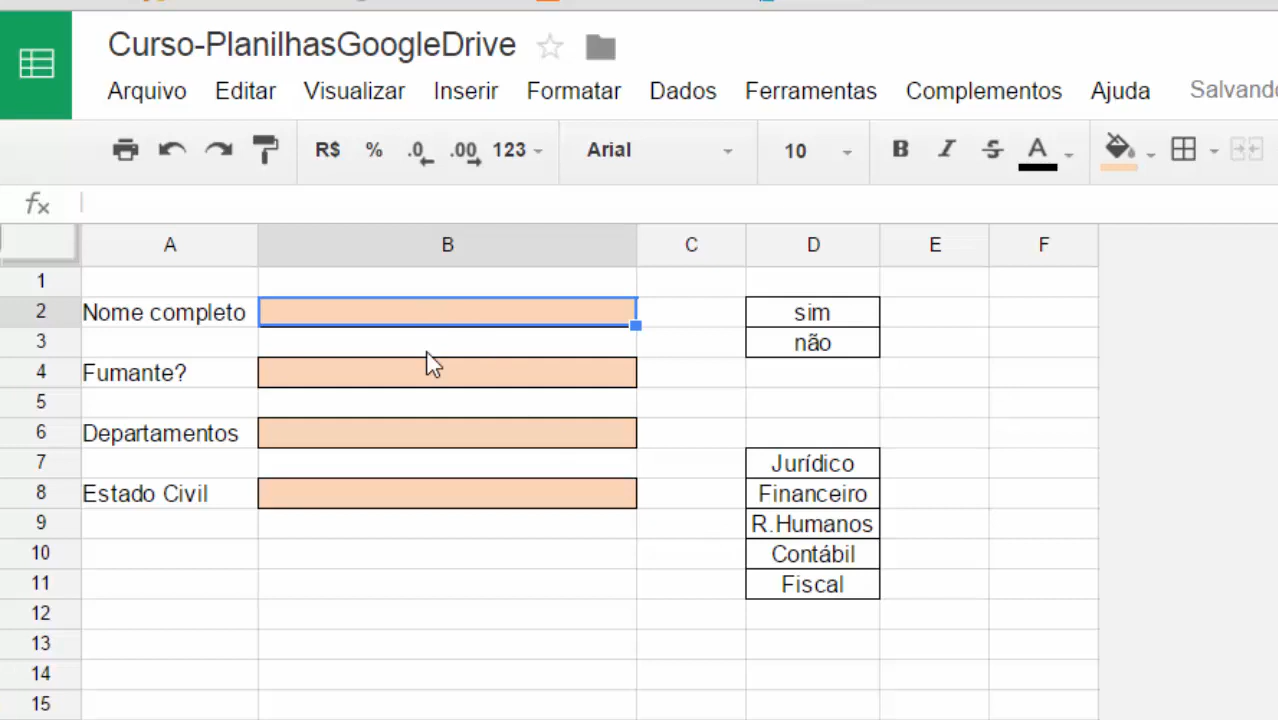 Curso-PlanilhasGoogleDrive
Arquivo Editar Visualizar Inserir Formatar Dados Ferramentas Complementos Ajuda Salvando
R$ % .0 .00 123 Arial 10 B I S A
fx
A B C D E F
1
2 Nome completo sim
3 não
4 Fumante?
5
6 Departamentos
7 Jurídico
8 Estado Civil Financeiro
9 R.Humanos
10 Contábil
11 Fiscal
12
13
14
15